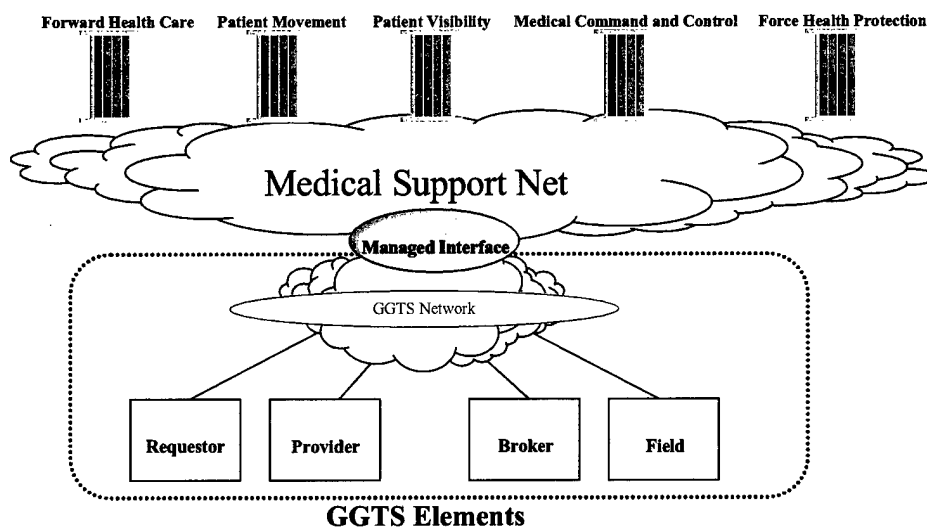 Forward Health Care
Patient Movement
Patient Visibility
Medical Command and Control
Force Health Protection
Medical Support Net
Managed Interface
GGTS Network
Requestor
Provider
Broker
Field
GGTS Elements